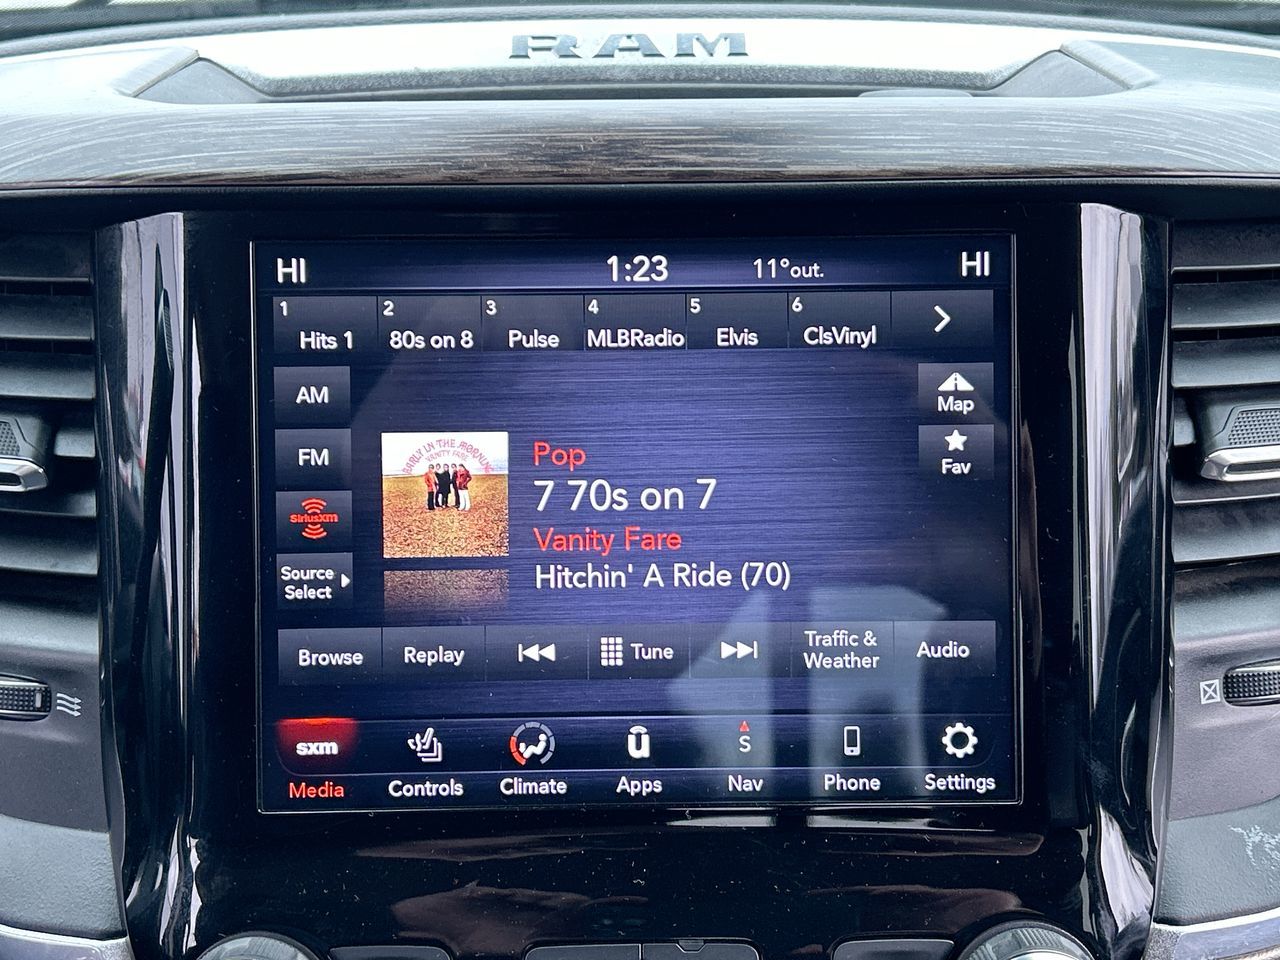 RAM
HI 1:23 11°out. HI
1 2 3 4 5 6
Hits 1 80s on 8 Pulse MLBRadio Elvis ClsVinyl
AM
Map
FM
Fav
SiriusXM
Source
Select
EARLY IN THE MORNING
VANITY FARE
Pop
7 70s on 7
Vanity Fare
Hitchin' A Ride (70)
Browse Replay Tune Traffic &
Weather Audio
sxm
S
Media Controls Climate Apps Nav Phone Settings